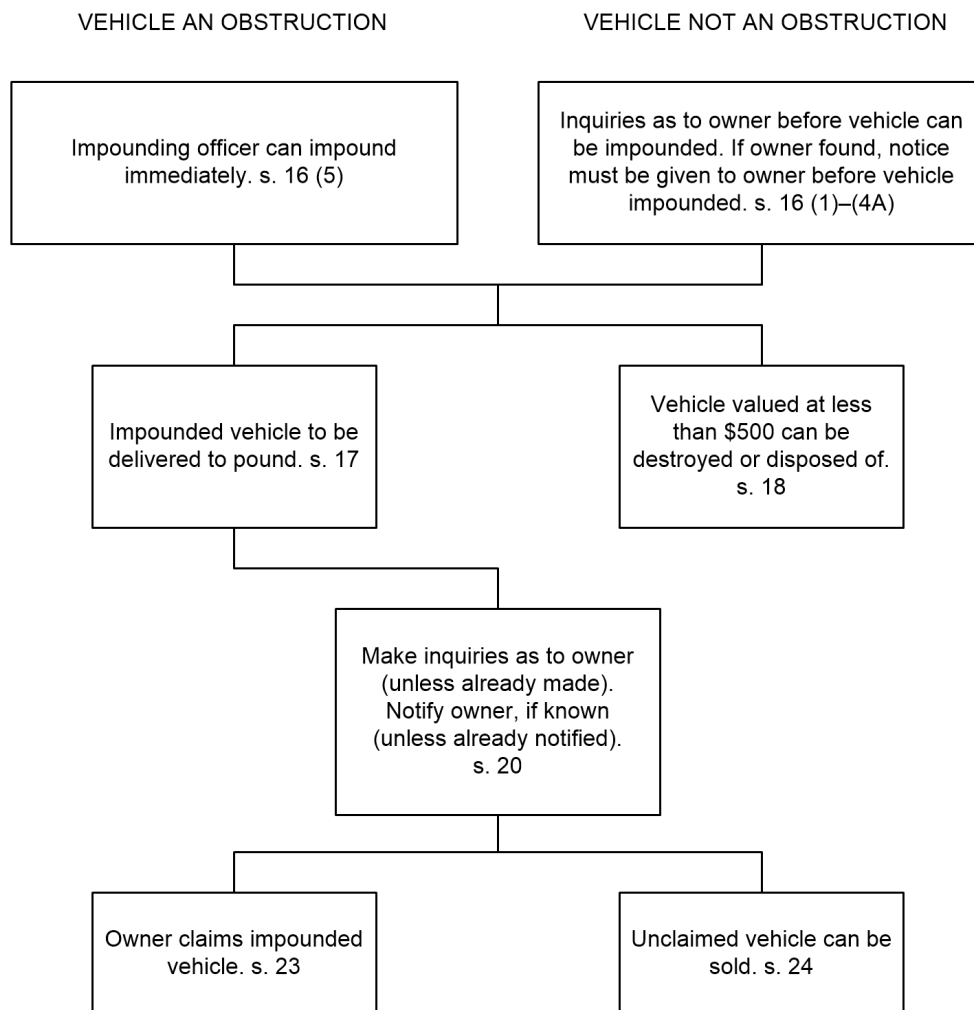 VEHICLE AN OBSTRUCTION
VEHICLE NOT AN OBSTRUCTION
Impounding officer can impound
immediately. s. 16 (5)
Inquiries as to owner before vehicle can
be impounded. If owner found, notice
must be given to owner before vehicle
impounded. s. 16 (1)–(4A)
Impounded vehicle to be
delivered to pound. s. 17
Vehicle valued at less
than $500 can be
destroyed or disposed of.
s. 18
Make inquiries as to owner
(unless already made).
Notify owner, if known
(unless already notified).
s. 20
Owner claims impounded
vehicle. s. 23
Unclaimed vehicle can be
sold. s. 24